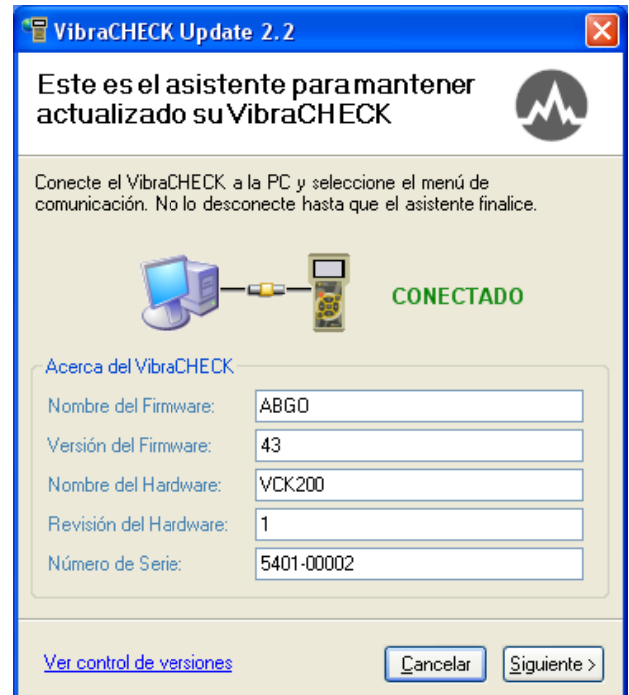 VibraCHECK Update 2.2
Este es el asistente para mantener
actualizado su VibraCHECK
Conecte el VibraCHECK a la PC y seleccione el menú de
comunicación. No lo desconecte hasta que el asistente finalice.
CONECTADO
Acerca del VibraCHECK
Nombre del Firmware: ABGO
Versión del Firmware: 43
Nombre del Hardware: VCK200
Revisión del Hardware: 1
Número de Serie: 5401-00002
Ver control de versiones Cancelar Siguiente >